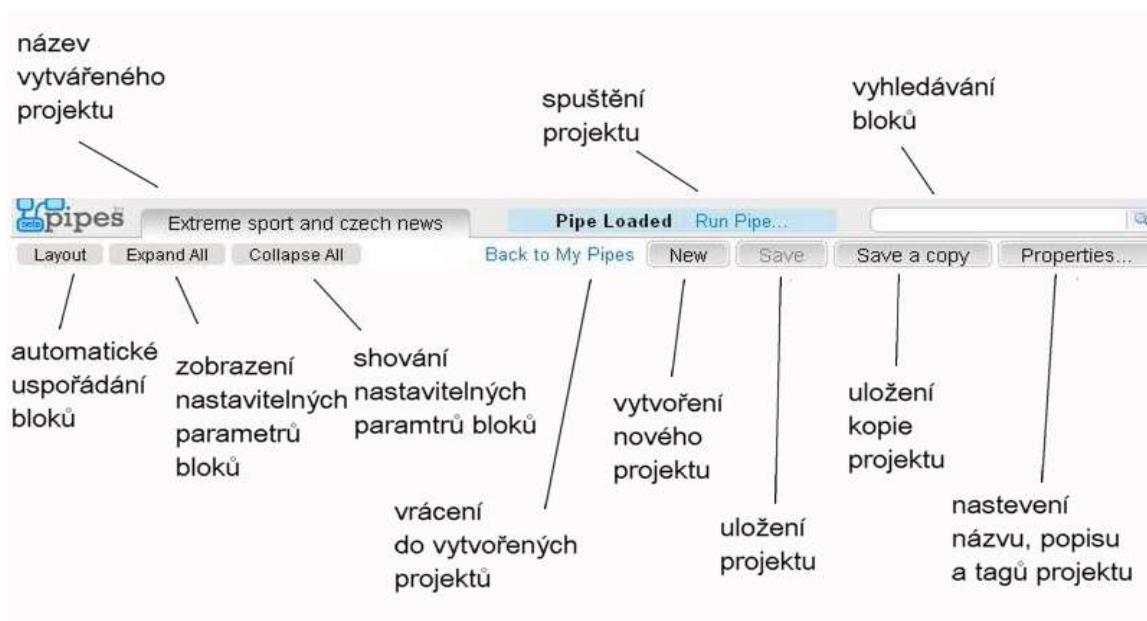 název
vytvářeného
projektu
spuštění
projektu
vyhledávání
bloků
pipes
beta
Extreme sport and czech news
Pipe Loaded Run Pipe...
Layout Expand All Collapse All Back to My Pipes New Save Save a copy Properties...
automatické
uspořádání
bloků
zobrazení
nastavitelných
parametrů
bloků
shování
nastavitelných
paramtrů bloků
vrácení
do vytvořených
projektů
vytvoření
nového
projektu
uložení
projektu
uložení
kopie
projektu
nastevení
názvu, popisu
a tagů projektu